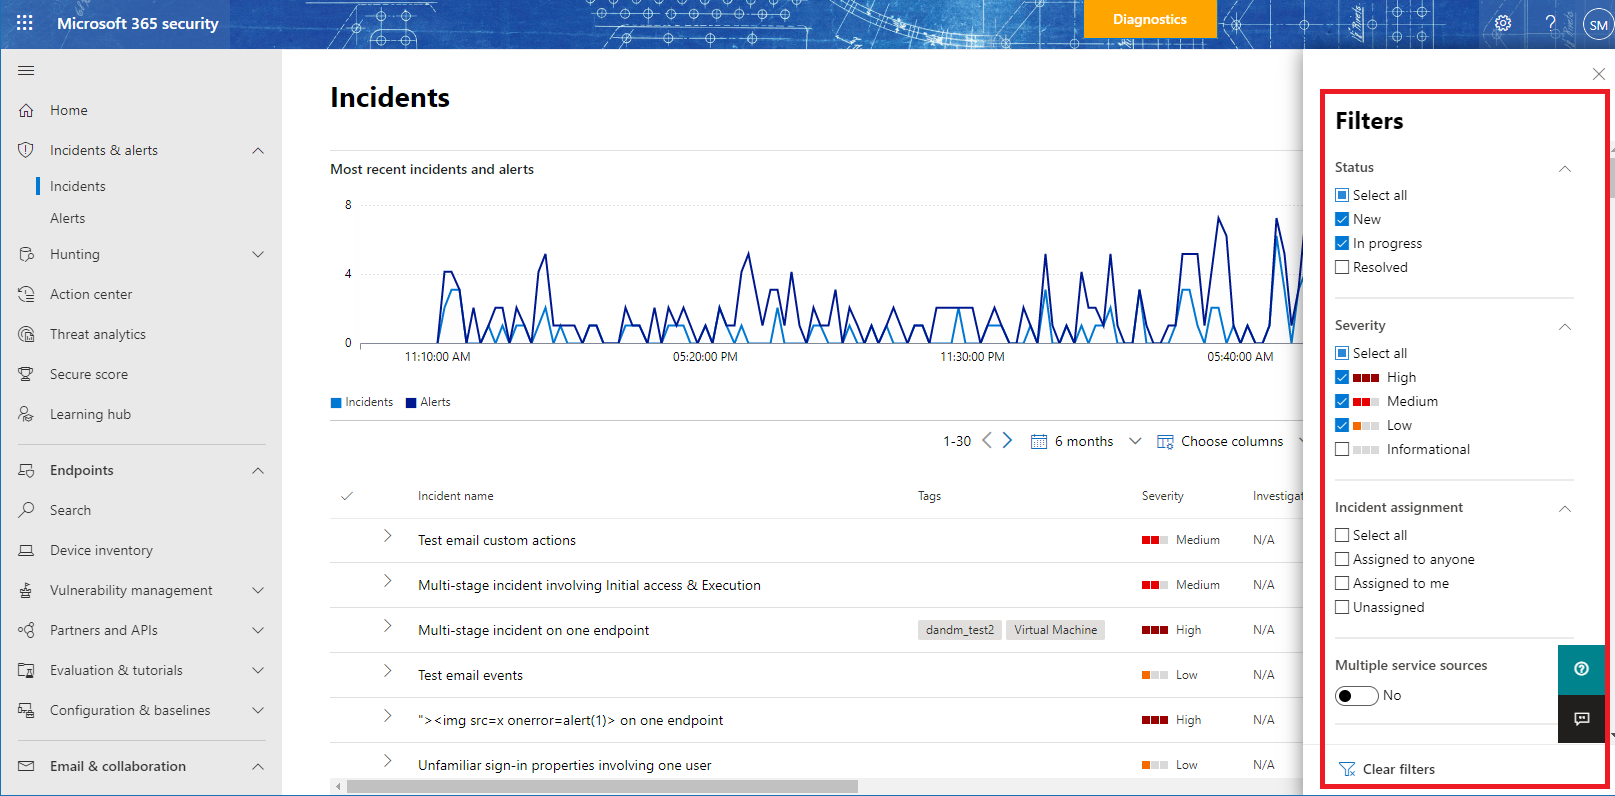 Microsoft 365 security
Diagnostics
SM
Home
Incidents & alerts
Incidents
Alerts
Hunting
Action center
Threat analytics
Secure score
Learning hub
Endpoints
Search
Device inventory
Vulnerability management
Partners and APIs
Evaluation & tutorials
Configuration & baselines
Email & collaboration
Incidents
Most recent incidents and alerts
8
4
0
11:10:00 AM 05:20:00 PM 11:30:00 PM 05:40:00 AM
Incidents Alerts
1-30 6 months Choose columns
Incident name Tags Severity Investigat
Test email custom actions Medium N/A
Multi-stage incident involving Initial access & Execution Medium N/A
Multi-stage incident on one endpoint dandm_test2 Virtual Machine High N/A
Test email events Low N/A
"><img src=x onerror=alert(1)> on one endpoint High N/A
Unfamiliar sign-in properties involving one user Low N/A
Filters
Status
Select all
New
In progress
Resolved
Severity
Select all
High
Medium
Low
Informational
Incident assignment
Select all
Assigned to anyone
Assigned to me
Unassigned
Multiple service sources
No
Clear filters